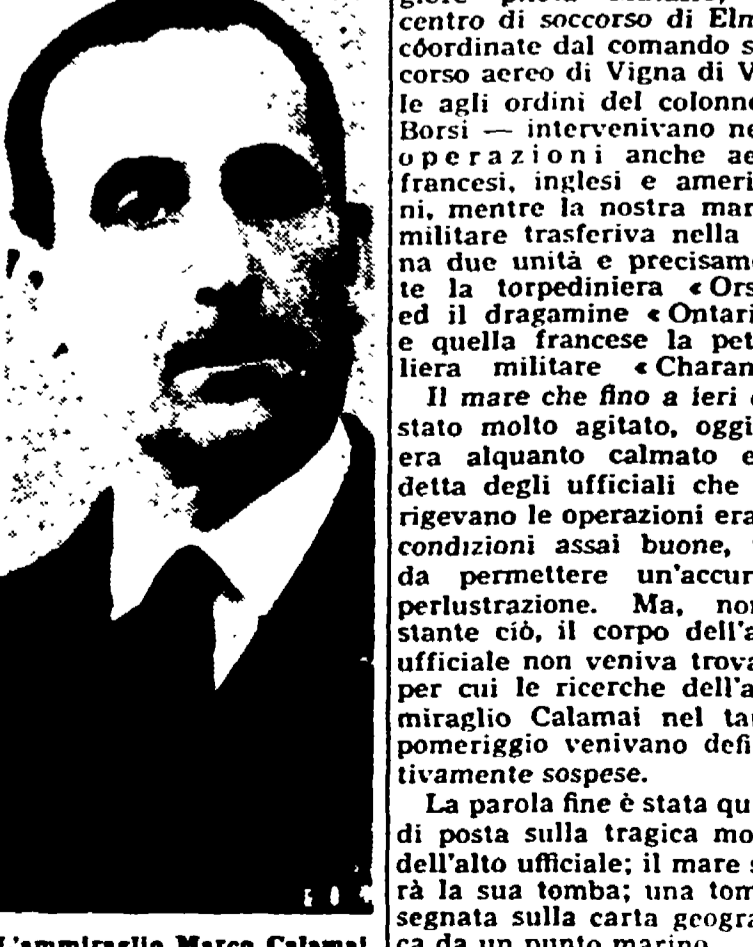 centro di soccorso di Elm
côordinate dal comando s
corso aereo di Vigna di V
le agli ordini del colonne
Borsi — intervenivano ne
operazioni anche ae
francesi, inglesi e ameri
ni, mentre la nostra mar
militare trasferiva nella
na due unità e precisame
te la torpediniera «Ors
ed il dragamine «Ontari
e quella francese la pet
liera militare «Charan
Il mare che fino a ieri
stato molto agitato, oggi
era alquanto calmato e
detta degli ufficiali che
rigevano le operazioni era
condizioni assai buone,
da permettere un'accur
perlustrazione. Ma, non
stante ciò, il corpo dell'a
ufficiale non veniva trova
per cui le ricerche dell'a
miraglio Calamai nel tar
pomeriggio venivano defi
tivamente sospese.
La parola fine è stata qu
di posta sulla tragica mo
dell'alto ufficiale; il mare s
rà la sua tomba; una tom
segnata sulla carta geogra
ca da un punto marino.
L'ammiraglio Marco Calamai